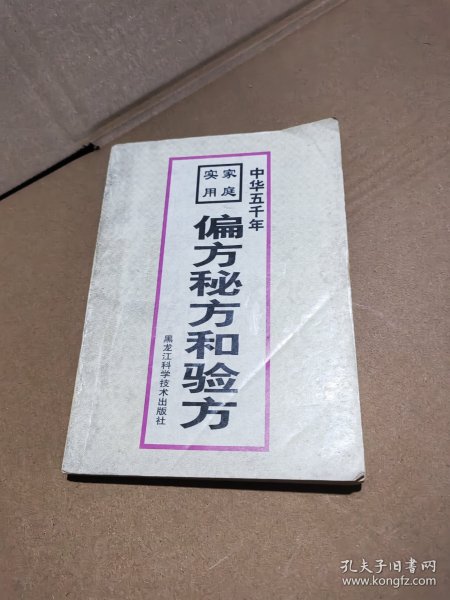 中华五千年
家庭
实用
偏方秘方和验方
黑龙江科学技术出版社
孔夫子旧书网
www.kongfz.com